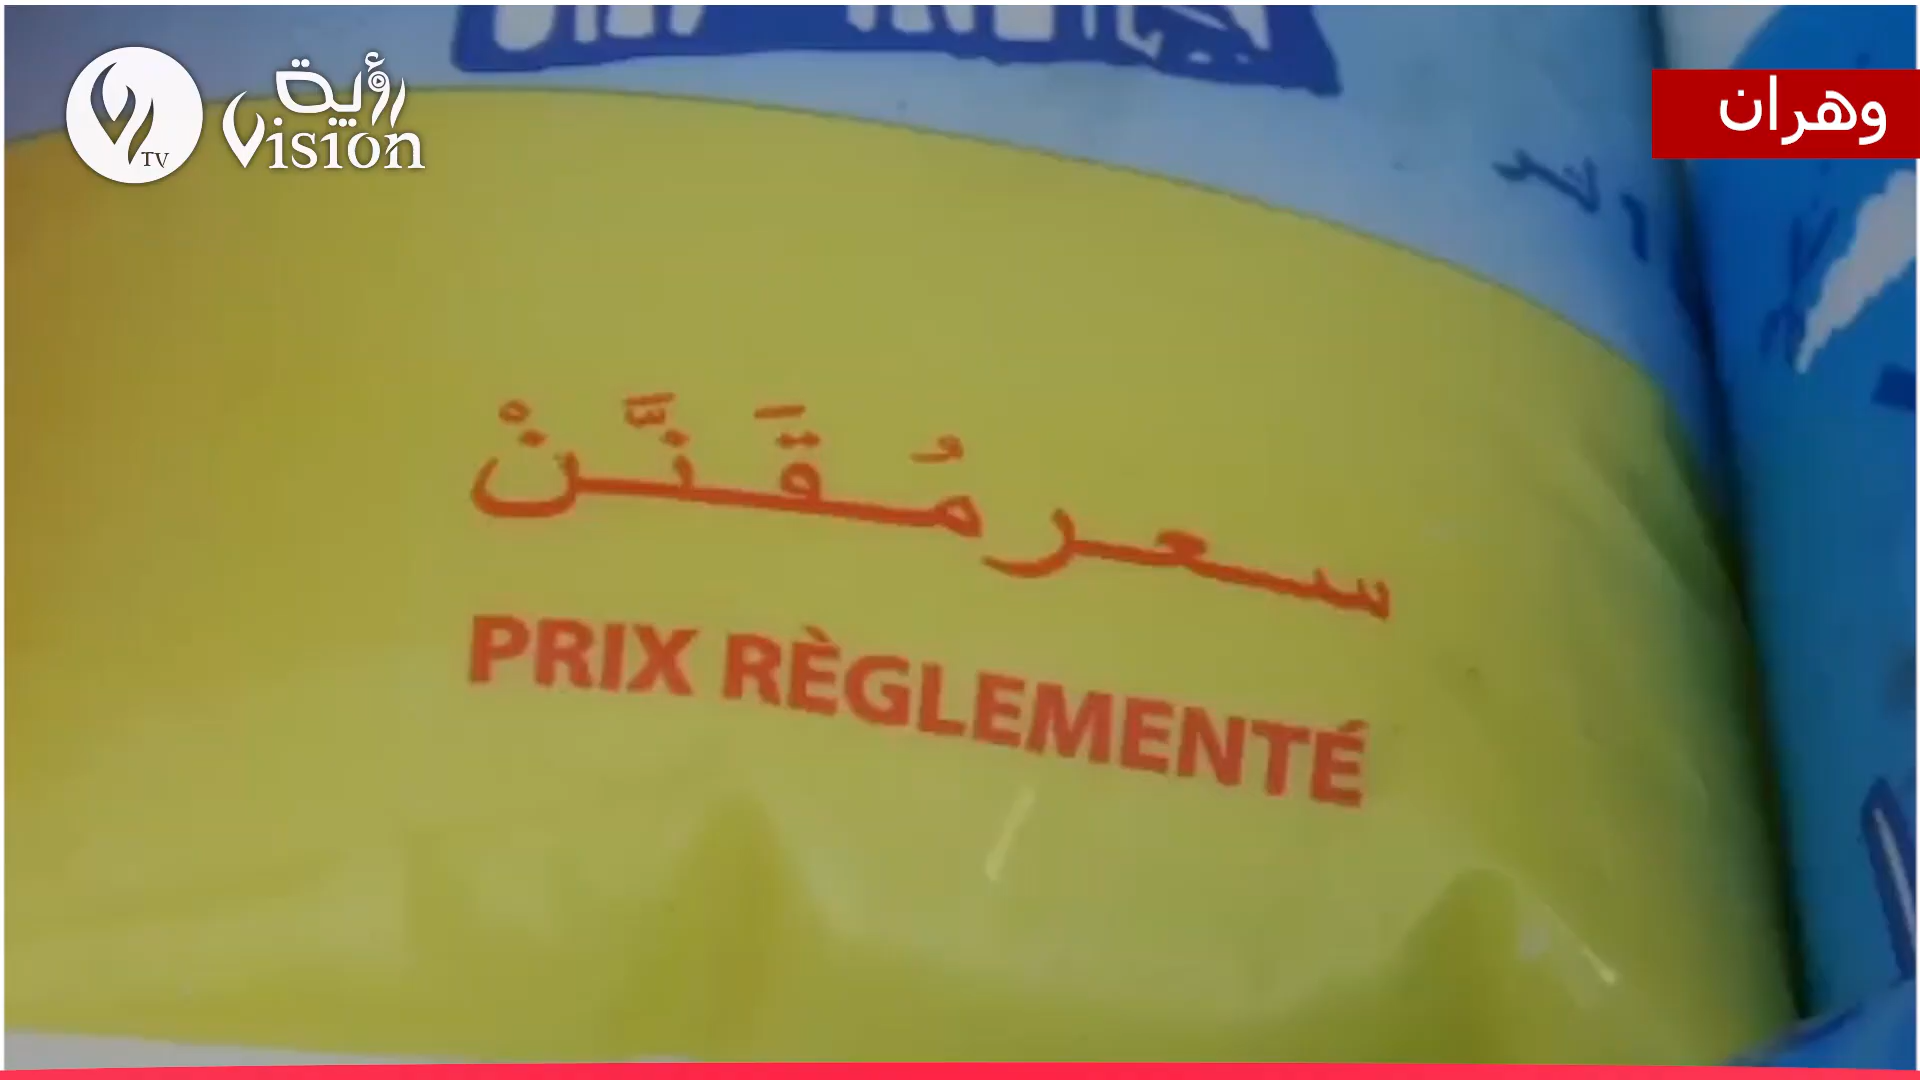 رؤية
Vision
TV
وهران
سعر مُقَنَّنْ
PRIX RÈGLEMENTÉ